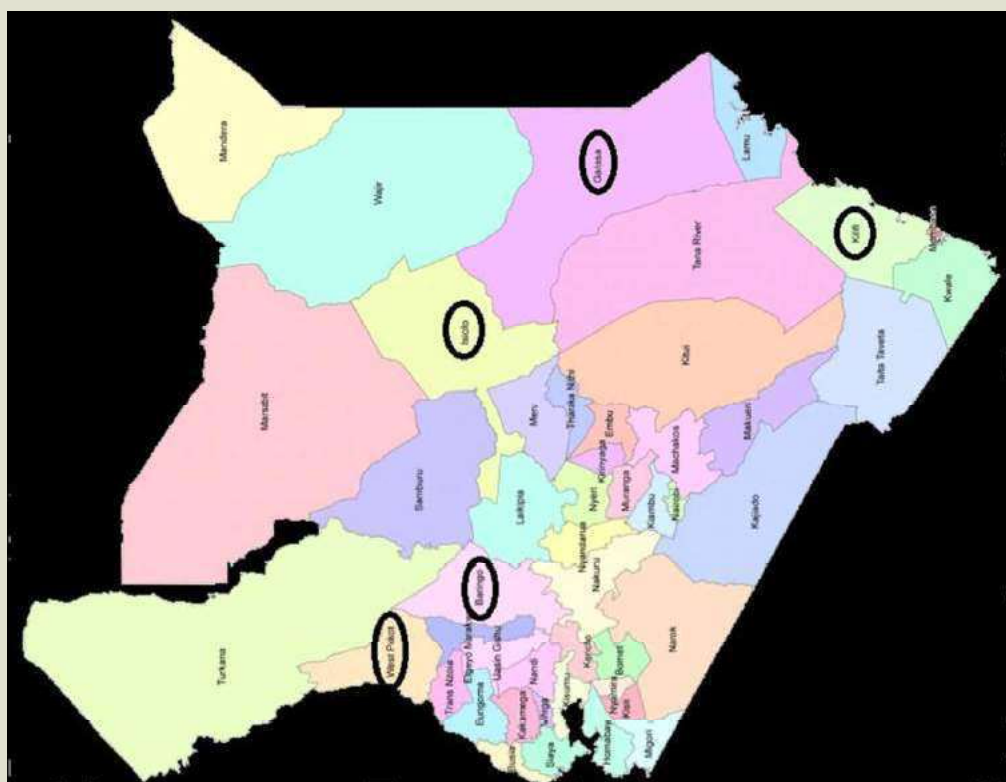 Mandera
Turkana
Marsabit
Wajir
West Pokot
Samburu
Trans Nzoia
Isiolo
Elgeyo Marak
Baringo
Bungoma
Uasin Gishu
Busia
Kakamega
Laikipia
Nandi
Meru
Vihiga
Siaya
Kisumu
Tharaka Nithi
Nyandarua
Kericho
Nyeri
Nakuru
Garissa
Homabay
Kirinyaga
Embu
Nyamira
Bomet
Muranga
Kisii
Migori
Kiambu
Narok
Nairobi
Machakos
Kitui
Tana River
Lamu
Makueni
Kajiado
Kilifi
Taita Taveta
Kwale